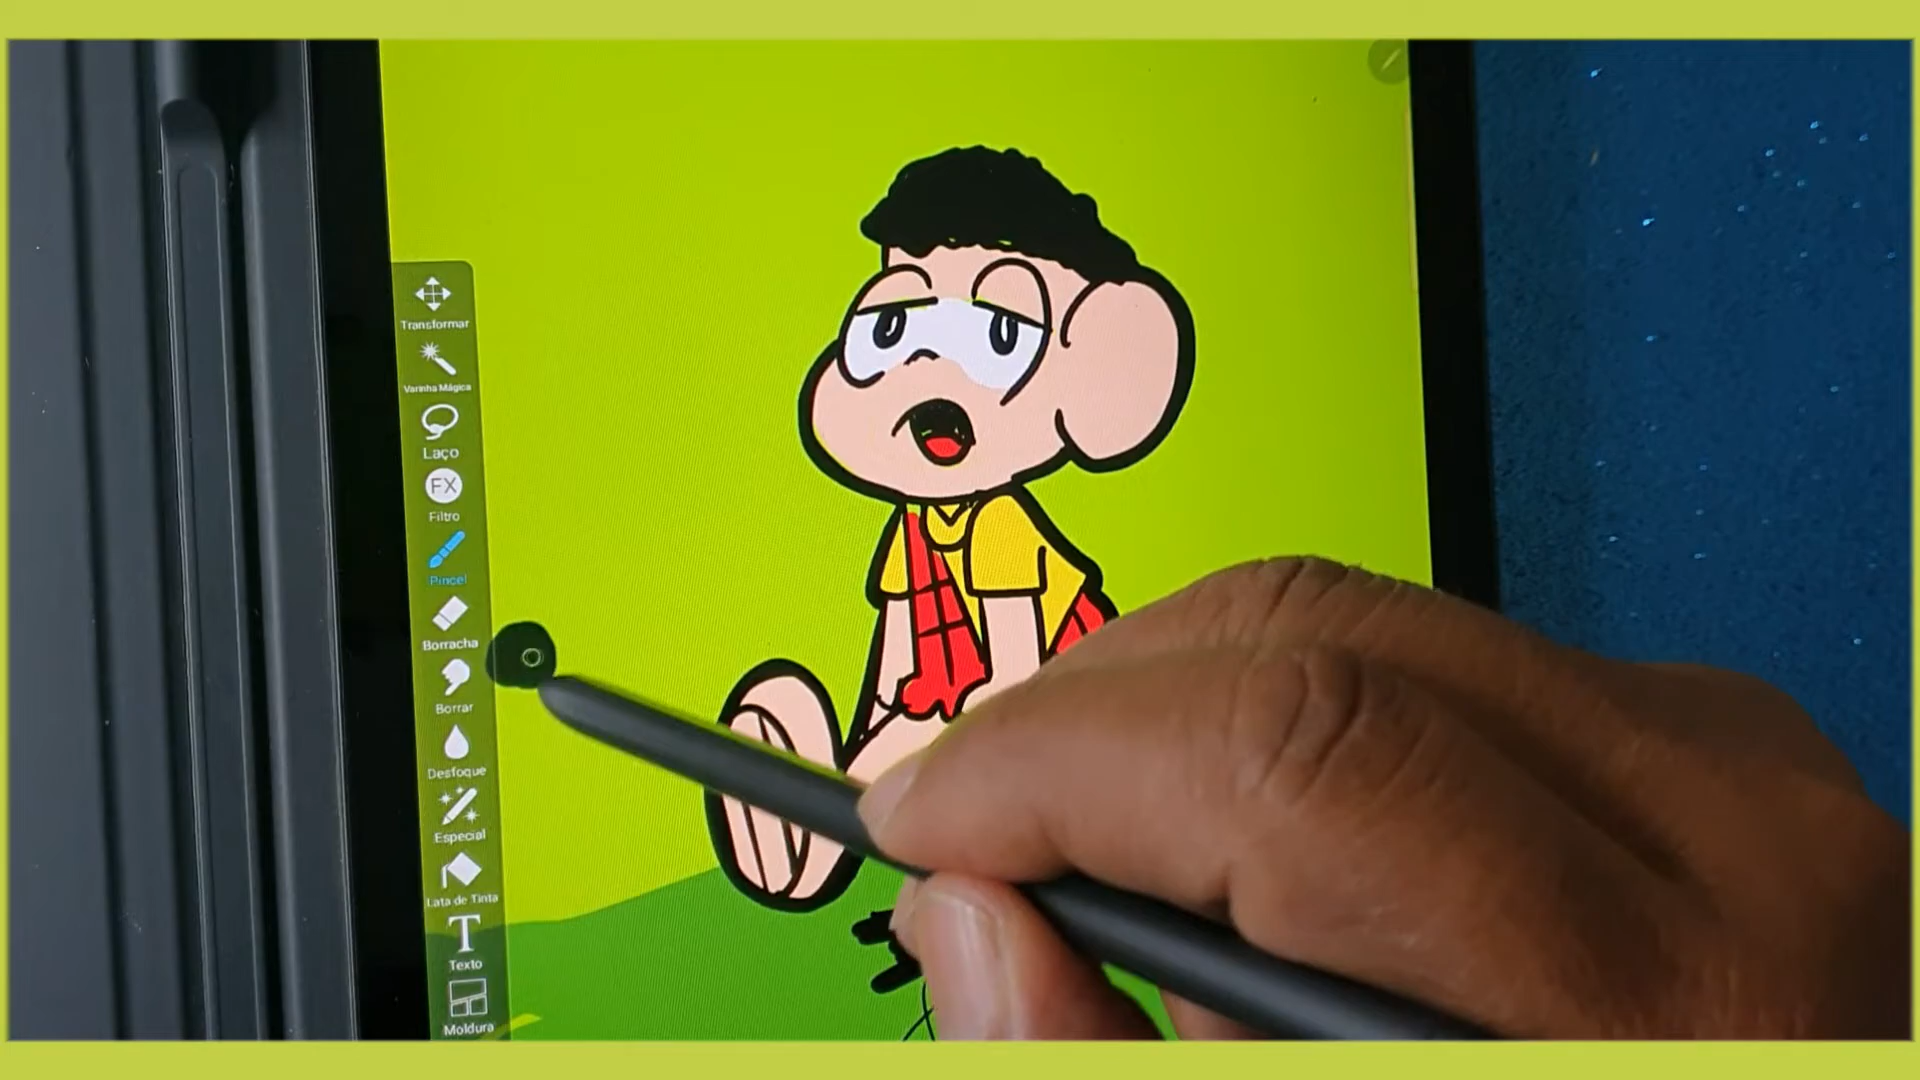 Transformar
Varinha Mágica
Laço
FX
Filtro
Pincel
Borracha
Borrar
Desfoque
Especial
Lata de Tinta
T
Texto
Moldura